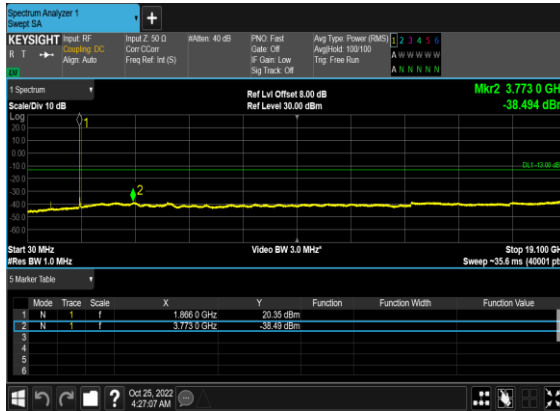 Spectrum Analyzer 1
Swept SA
+
KEYSIGHT Input: RF Input Z: 50 Ω #Atten: 40 dB PNO: Fast Avg Type: Power (RMS) 1 2 3 4 5 6
R T Coupling: DC Corr CCorr Gate: Off Avg|Hold: 100/100 A W W W W W
Align: Auto Freq Ref: Int (S) IF Gain: Low Trig: Free Run
Sig Track: Off A N N N N N
1 Spectrum
Scale/Div 10 dB
Ref Lvl Offset 8.00 dB
Ref Level 30.00 dBm
Mkr2 3.773 0 GH
-38.494 dB
Log
1
20.0
10.0
0.00
-10.0
DL1 -13.00 dB
-20.0
-30.0
2
-40.0
-50.0
-60.0
Start 30 MHz Video BW 3.0 MHz* Stop 19.100 GH
#Res BW 1.0 MHz Sweep ~35.6 ms (40001 pt
5 Marker Table
Mode Trace Scale X Y Function Function Width Function Value
1 N 1 f 1.866 0 GHz 20.35 dBm
2 N 1 f 3.773 0 GHz -38.49 dBm
3
4
5
6
? Oct 25, 2022
4:27:07 AM